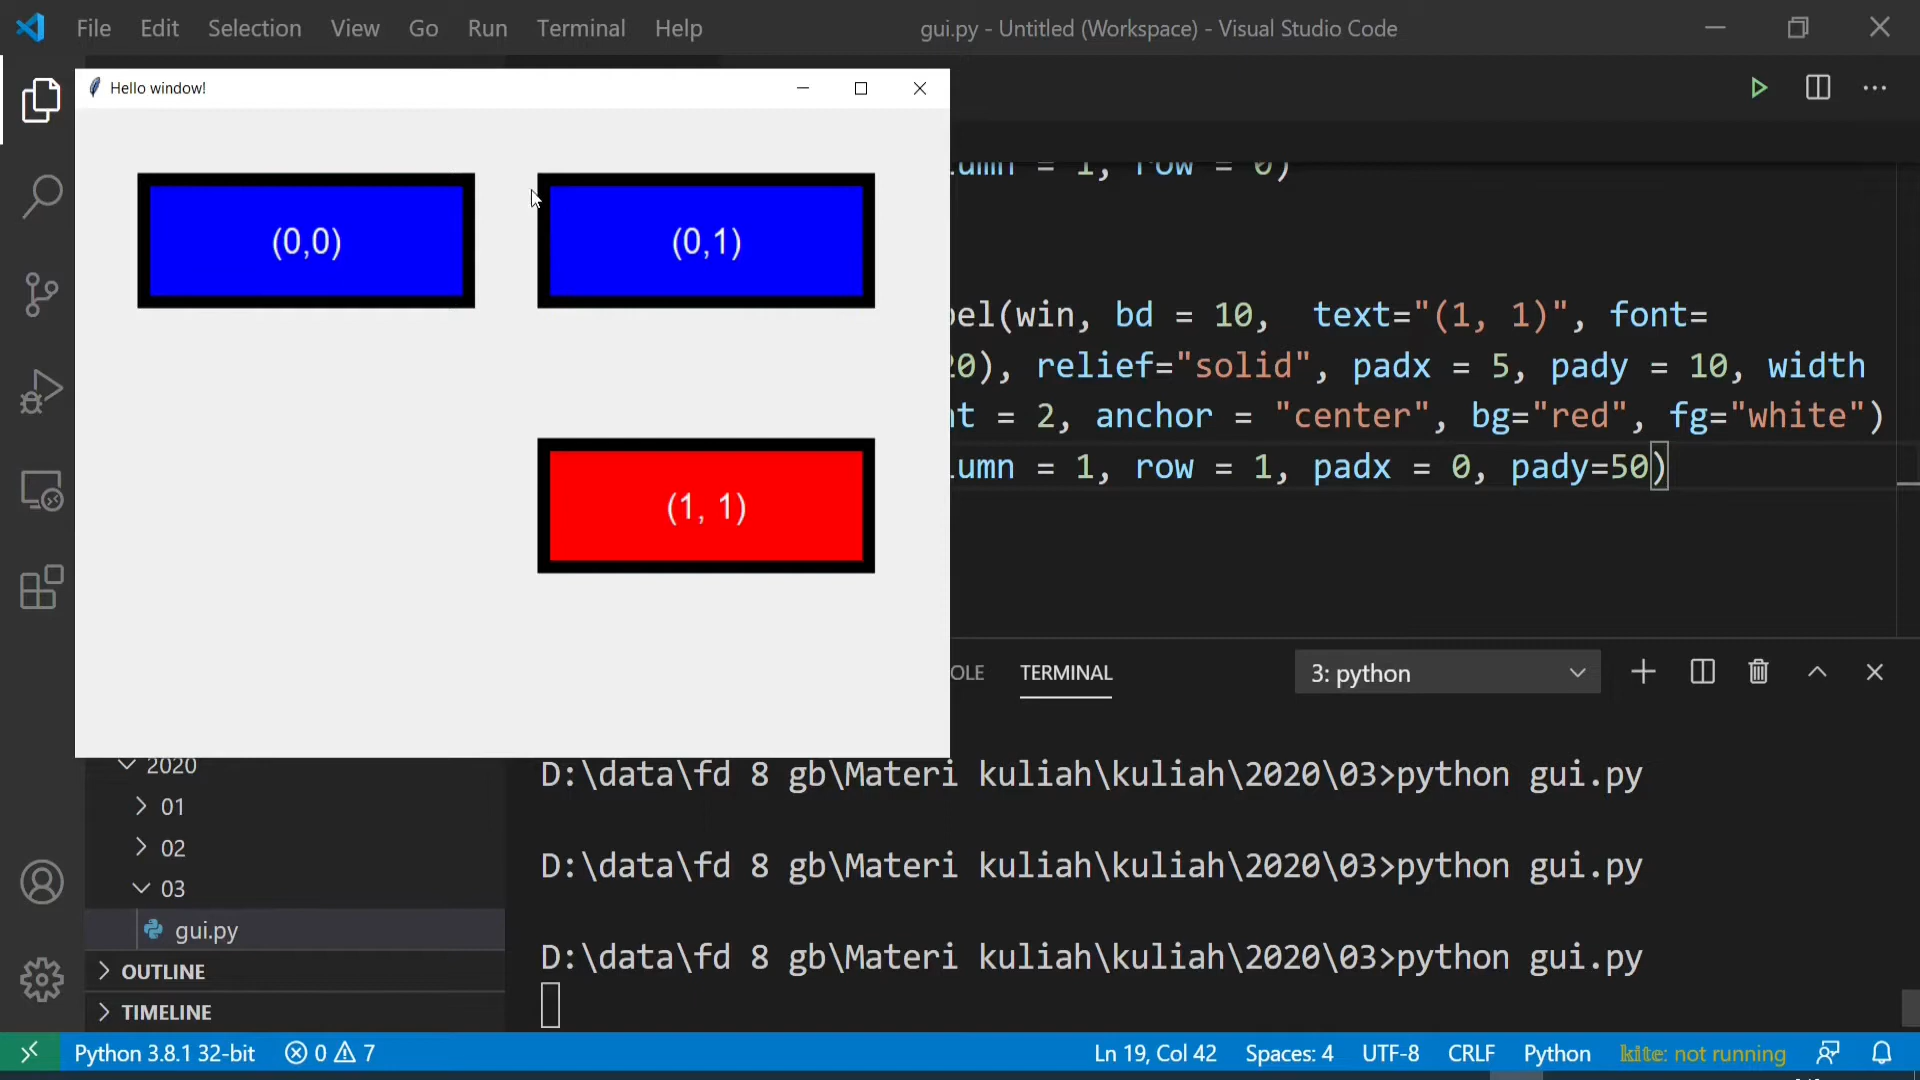 File Edit Selection View Go Run Terminal Help
gui.py - Untitled (Workspace) - Visual Studio Code
Hello window!
(0,0)
(0,1)
(1, 1)
= 1, row = 0)
(win, bd = 10, text="(1, 1)", font=
), relief="solid", padx = 5, pady = 10, width
= 2, anchor = "center", bg="red", fg="white")
= 1, row = 1, padx = 0, pady=50)
TERMINAL
3: python
2020
01
02
03
gui.py
OUTLINE
TIMELINE
D:\data\fd 8 gb\Materi kuliah\kuliah\2020\03>python gui.py
D:\data\fd 8 gb\Materi kuliah\kuliah\2020\03>python gui.py
D:\data\fd 8 gb\Materi kuliah\kuliah\2020\03>python gui.py
Python 3.8.1 32-bit 0 7
Ln 19, Col 42 Spaces: 4 UTF-8 CRLF Python kite: not running